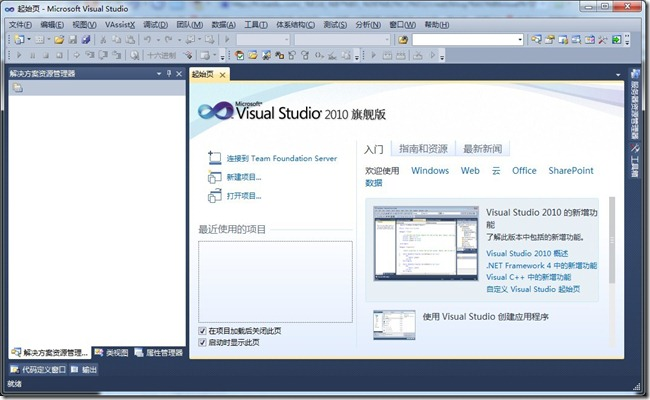 起始页 - Microsoft Visual Studio
文件(F) 编辑(E) 视图(V) VAssistX 调试(D) 团队(M) 数据(A) 工具(T) 体系结构(C) 测试(S) 分析(N) 窗口(W) 帮助(H)
十六进制
解决方案资源管理器
起始页
服务器资源管理器
工具箱
Microsoft
Visual Studio 2010 旗舰版
连接到 Team Foundation Server
新建项目...
打开项目...
最近使用的项目
在项目加载后关闭此页
启动时显示此页
入门 指南和资源 最新新闻
欢迎使用 Windows Web 云 Office SharePoint
数据
Visual Studio 2010 的新增功
能
了解此版本中包括的新增功能。
Visual Studio 2010 概述
.NET Framework 4 中的新增功能
Visual C++ 中的新增功能
自定义 Visual Studio 起始页
使用 Visual Studio 创建应用程序
解决方案资源管理... 类视图 属性管理器
代码定义窗口 输出
就绪